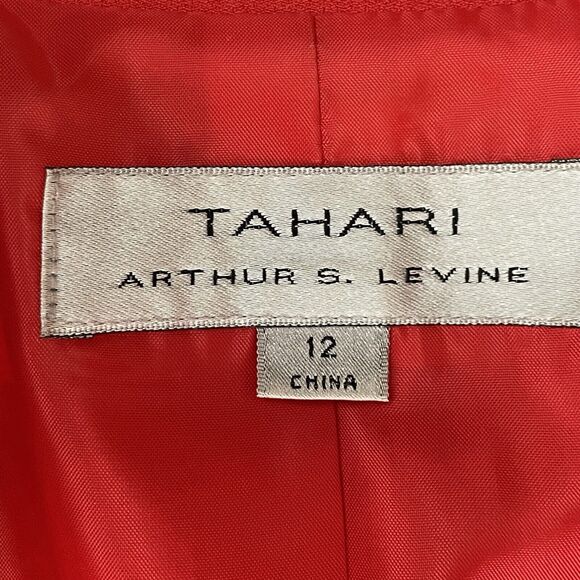 TAHARI
ARTHUR S. LEVINE
12
CHINA